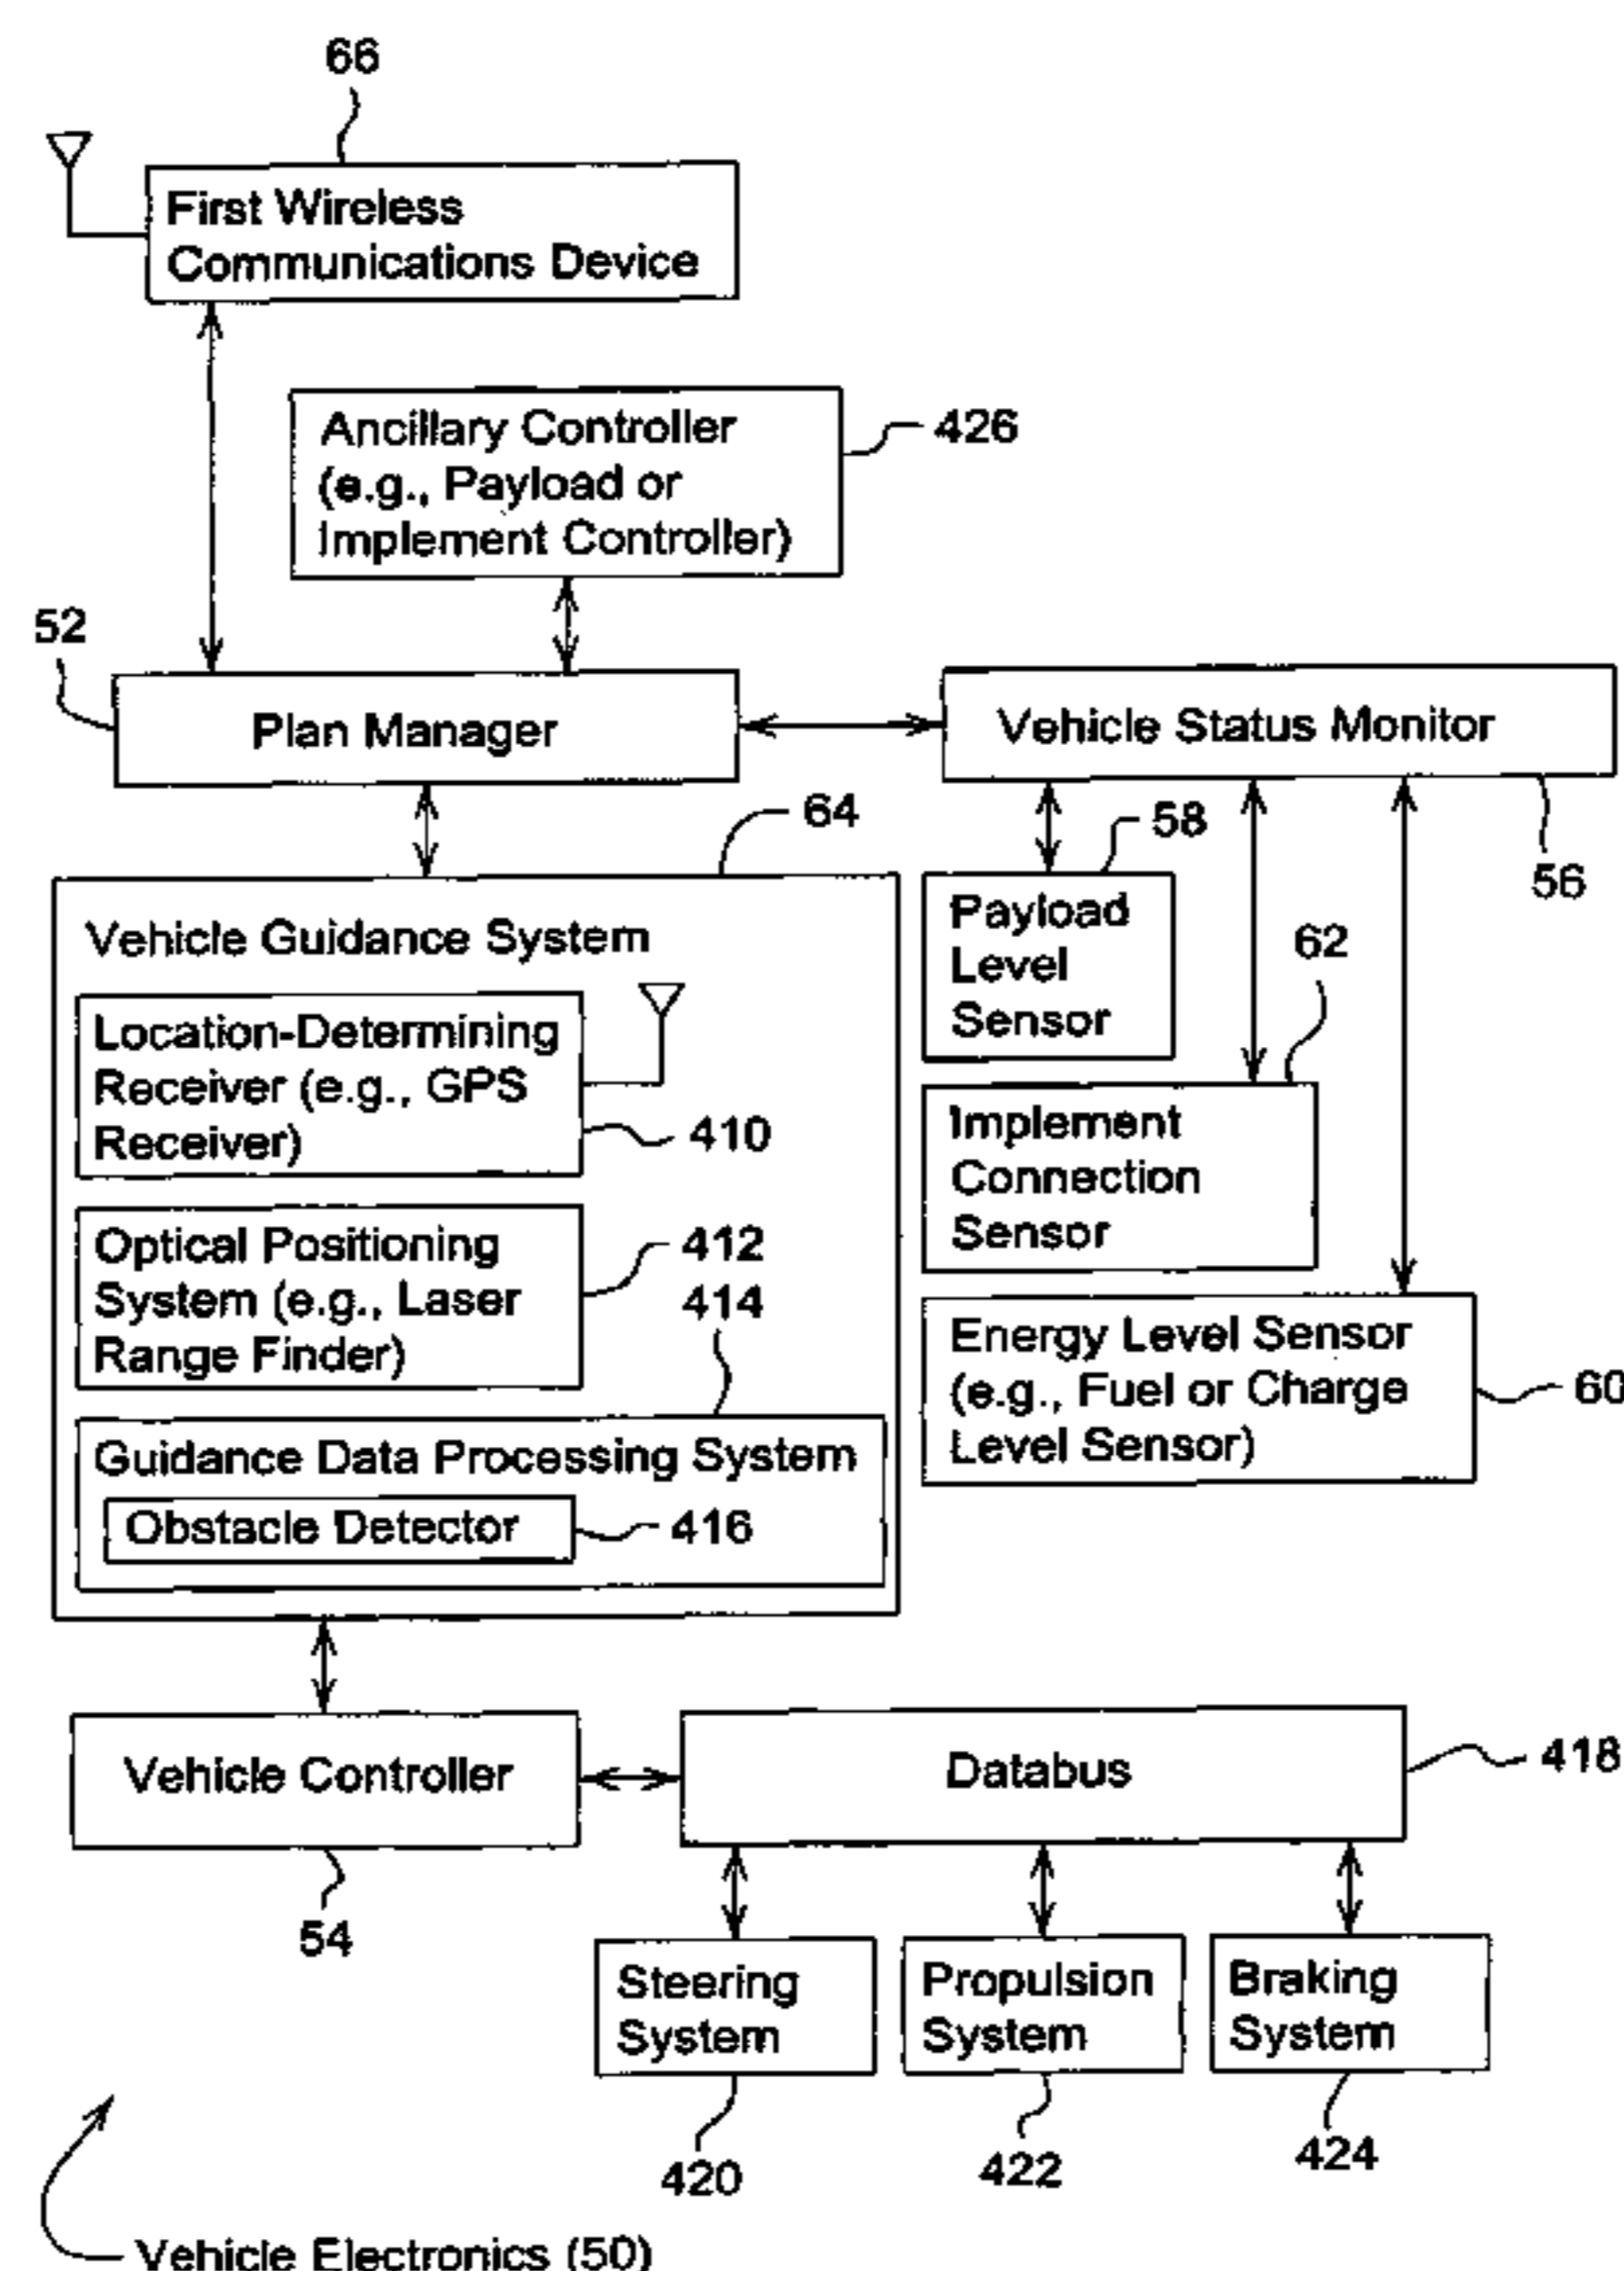 66
First Wireless
Communications Device
Ancillary Controller
(e.g., Payload or
Implement Controller)
426
52
Plan Manager
Vehicle Status Monitor
56
64
Vehicle Guidance System
Location-Determining
Receiver (e.g., GPS
Receiver)
410
Optical Positioning
System (e.g., Laser
Range Finder)
412
414
Guidance Data Processing System
Obstacle Detector
416
58
Payload
Level
Sensor
62
Implement
Connection
Sensor
Energy Level Sensor
(e.g., Fuel or Charge
Level Sensor)
60
Vehicle Controller
54
Databus
418
Steering
System
420
Propulsion
System
422
Braking
System
424
Vehicle Electronics (50)